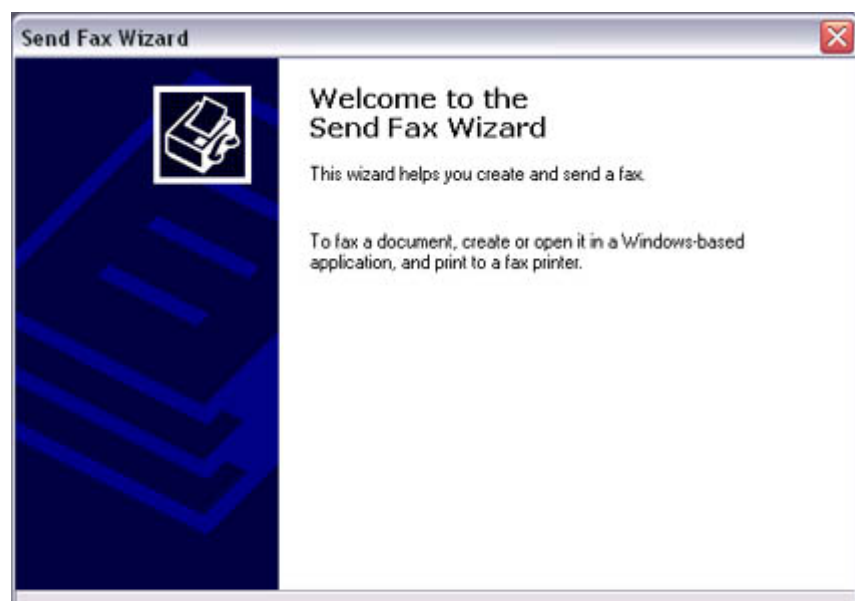 Send Fax Wizard
Welcome to the
Send Fax Wizard
This wizard helps you create and send a fax.
To fax a document, create or open it in a Windows-based
application, and print to a fax printer.